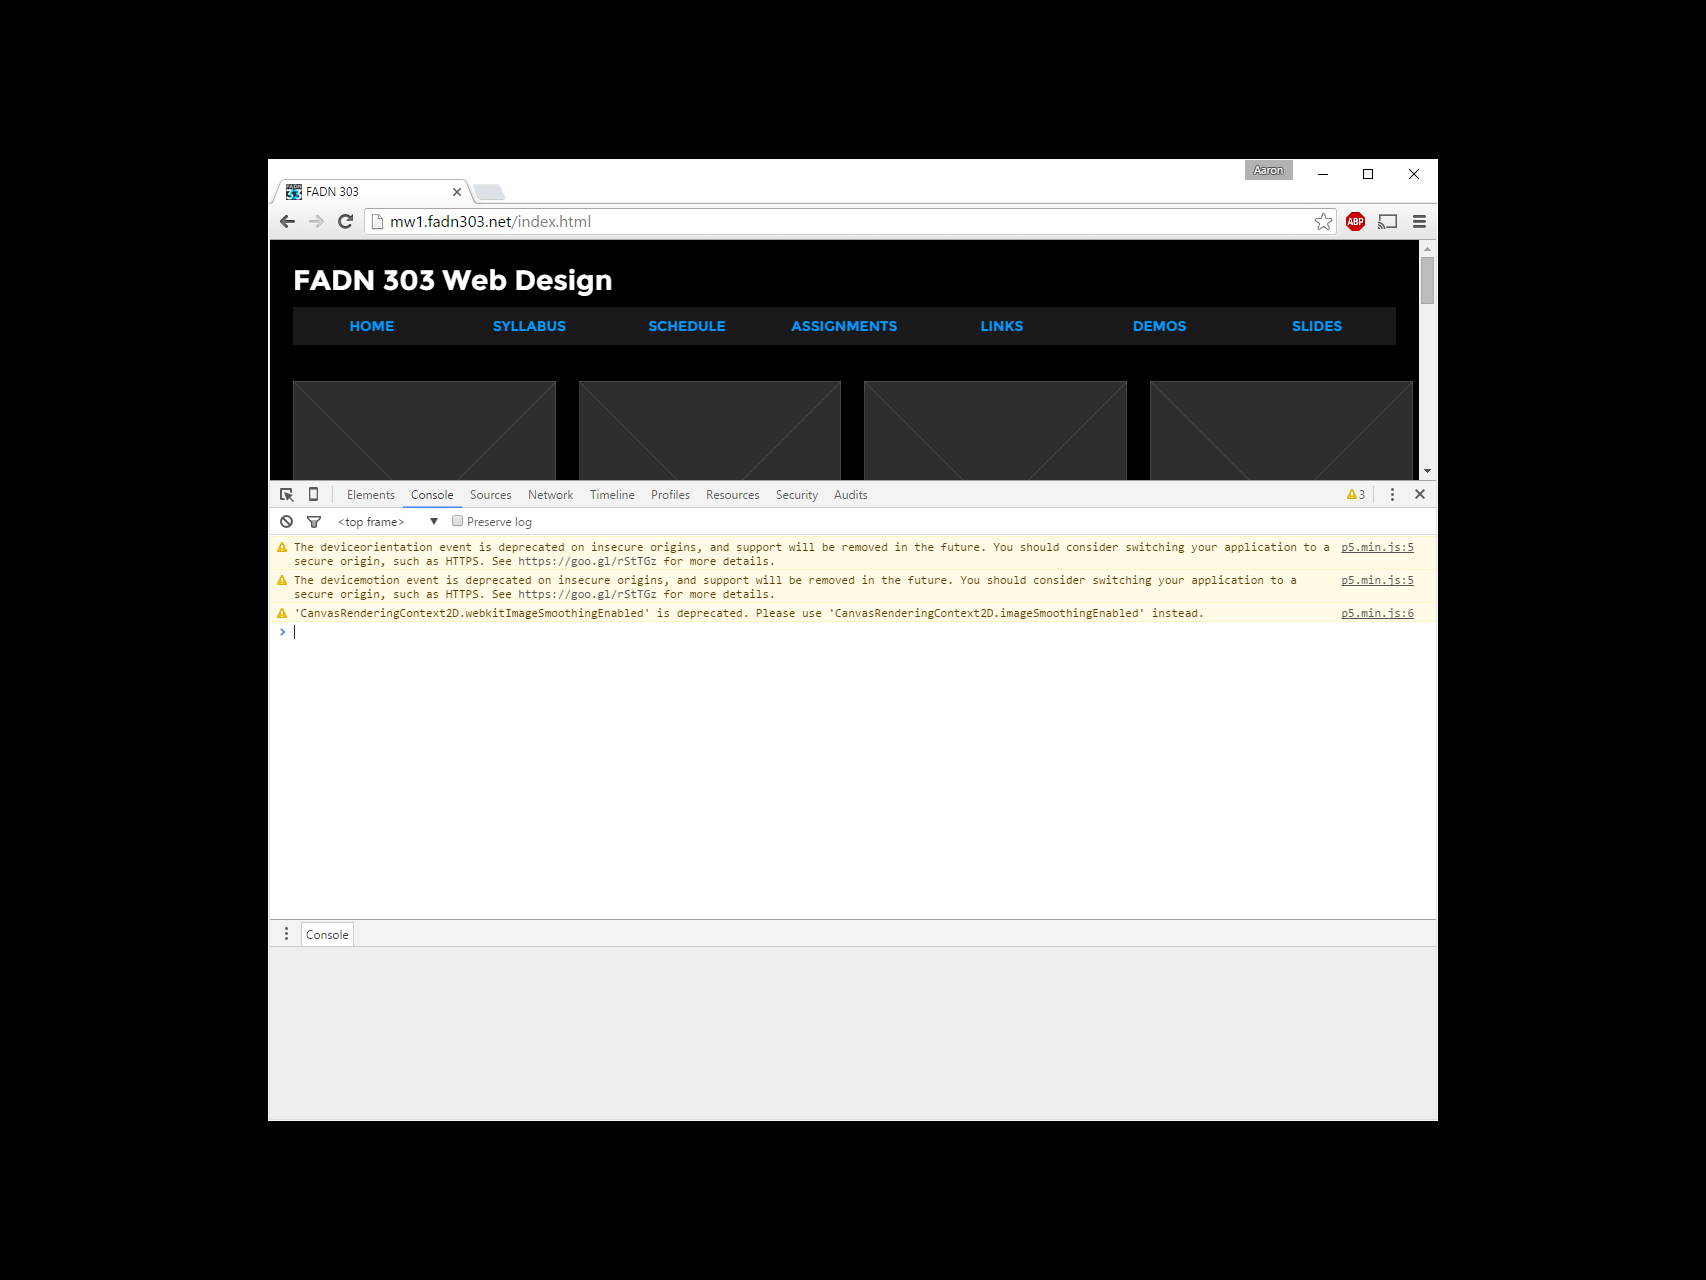 Aaron
FADN 303
mw1.fadn303.net/index.html
ABP
FADN 303 Web Design
HOME SYLLABUS SCHEDULE ASSIGNMENTS LINKS DEMOS SLIDES
Elements Console Sources Network Timeline Profiles Resources Security Audits 3
<top frame> Preserve log
The deviceorientation event is deprecated on insecure origins, and support will be removed in the future. You should consider switching your application to a p5.min.js:5
secure origin, such as HTTPS. See https://goo.gl/rStTGz for more details.
The devicemotion event is deprecated on insecure origins, and support will be removed in the future. You should consider switching your application to a p5.min.js:5
secure origin, such as HTTPS. See https://goo.gl/rStTGz for more details.
'CanvasRenderingContext2D.webkitImageSmoothingEnabled' is deprecated. Please use 'CanvasRenderingContext2D.imageSmoothingEnabled' instead. p5.min.js:6
>
Console